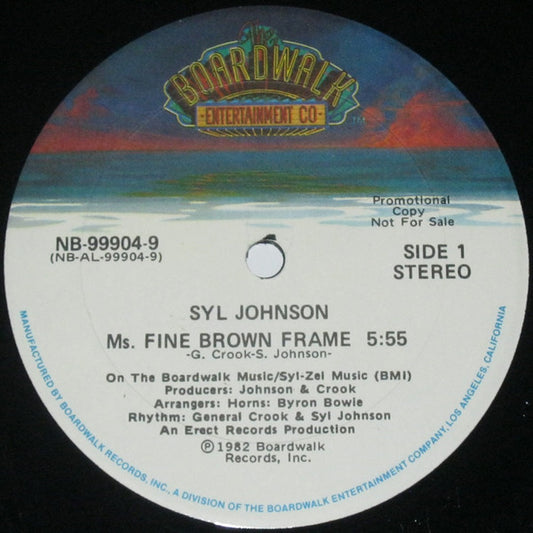 The
BOARDWALK
-ENTERTAINMENT CO-
TM
Promotional
Copy
Not For Sale
NB-99904-9
(NB-AL-99904-9)
SIDE 1
STEREO
SYL JOHNSON
Ms. FINE BROWN FRAME 5:55
-G. Crook-S. Johnson-
On The Boardwalk Music/Syl-Zel Music (BMI)
Producers: Johnson & Crook
Arrangers: Horns: Byron Bowie
Rhythm: General Crook & Syl Johnson
An Erect Records Production
℗1982 Boardwalk
Records, Inc.
MANUFACTURED BY BOARDWALK RECORDS, INC., A DIVISION OF THE BOARDWALK ENTERTAINMENT COMPANY, LOS ANGELES, CALIFORNIA